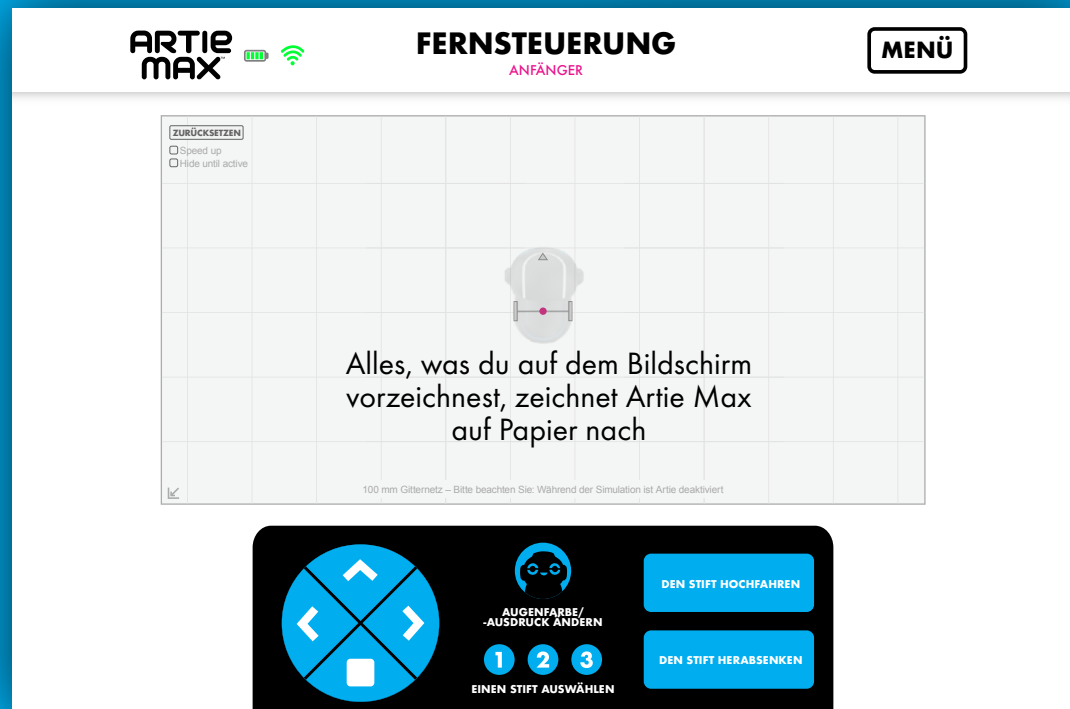 ARTIE
MAX™
FERNSTEUERUNG
ANFÄNGER
MENÜ
ZURÜCKSETZEN
Speed up
Hide until active
Alles, was du auf dem Bildschirm
vorzeichnest, zeichnet Artie Max
auf Papier nach
100 mm Gitternetz – Bitte beachten Sie: Während der Simulation ist Artie deaktiviert
AUGENFARBE/
-AUSDRUCK ÄNDERN
1 2 3
EINEN STIFT AUSWÄHLEN
DEN STIFT HOCHFAHREN
DEN STIFT HERABSENKEN